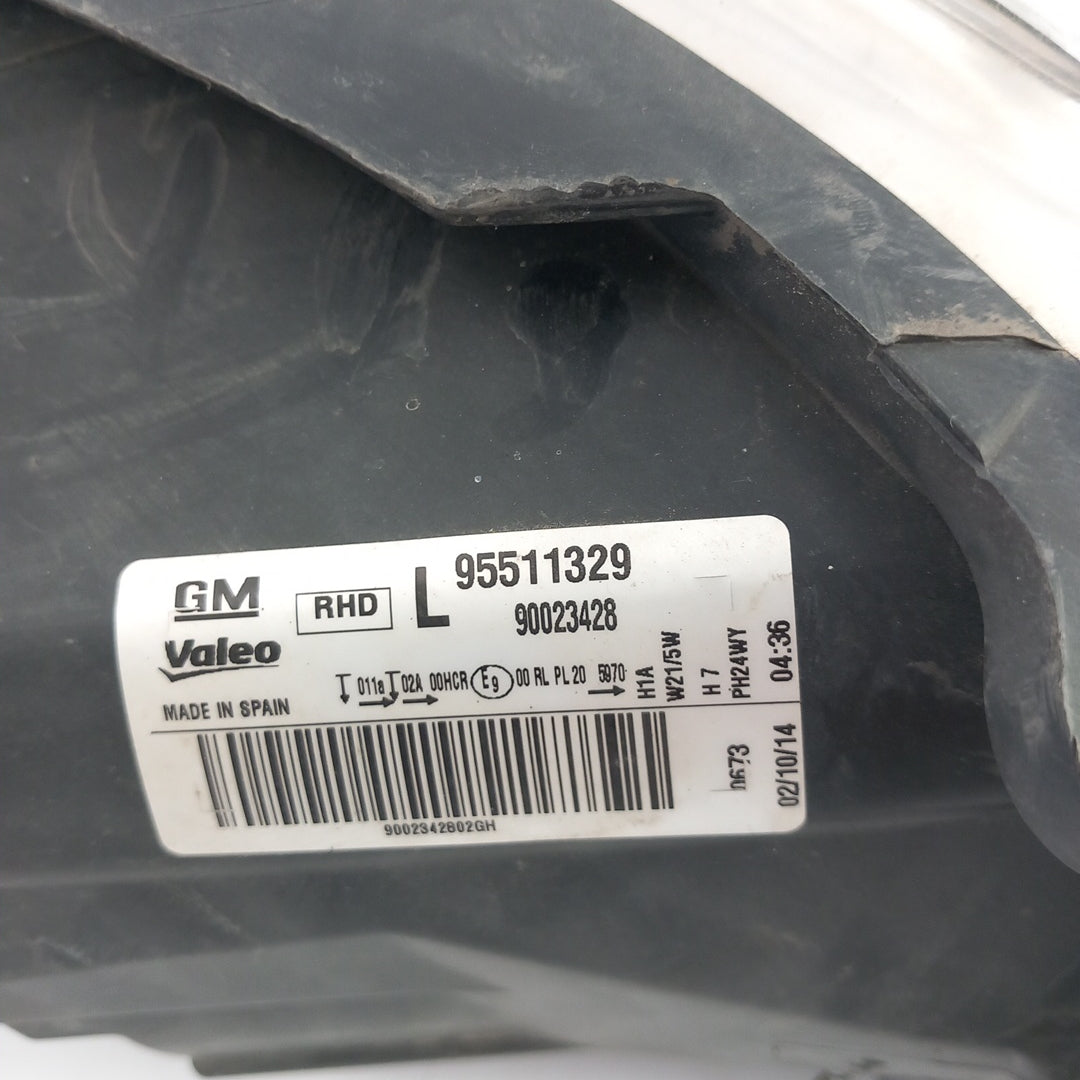 GM
Valeo
RHD
L
95511329
90023428
011a 02A 00HCR E9 00 RL PL 20 5970
MADE IN SPAIN
9002342802GH
H1A
W21/5W
H 7
PH24WY
04:36
0673
02/10/14